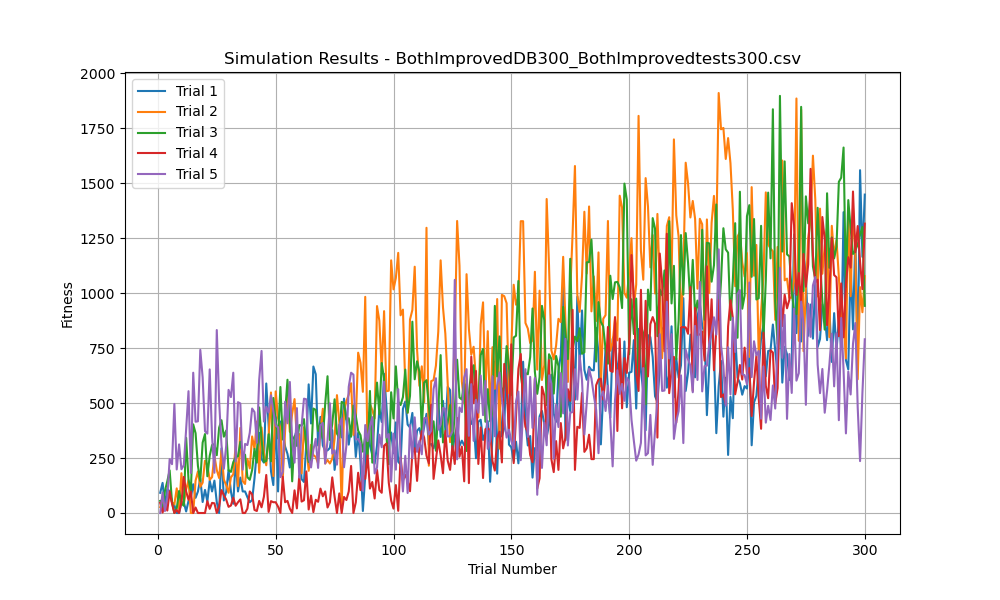 Simulation Results - BothImprovedDB300_BothImprovedtests300.csv
2000
1750
1500
1250
1000
750
500
250
0
Fitness
Trial 1
Trial 2
Trial 3
Trial 4
Trial 5
0 50 100 150 200 250 300
Trial Number